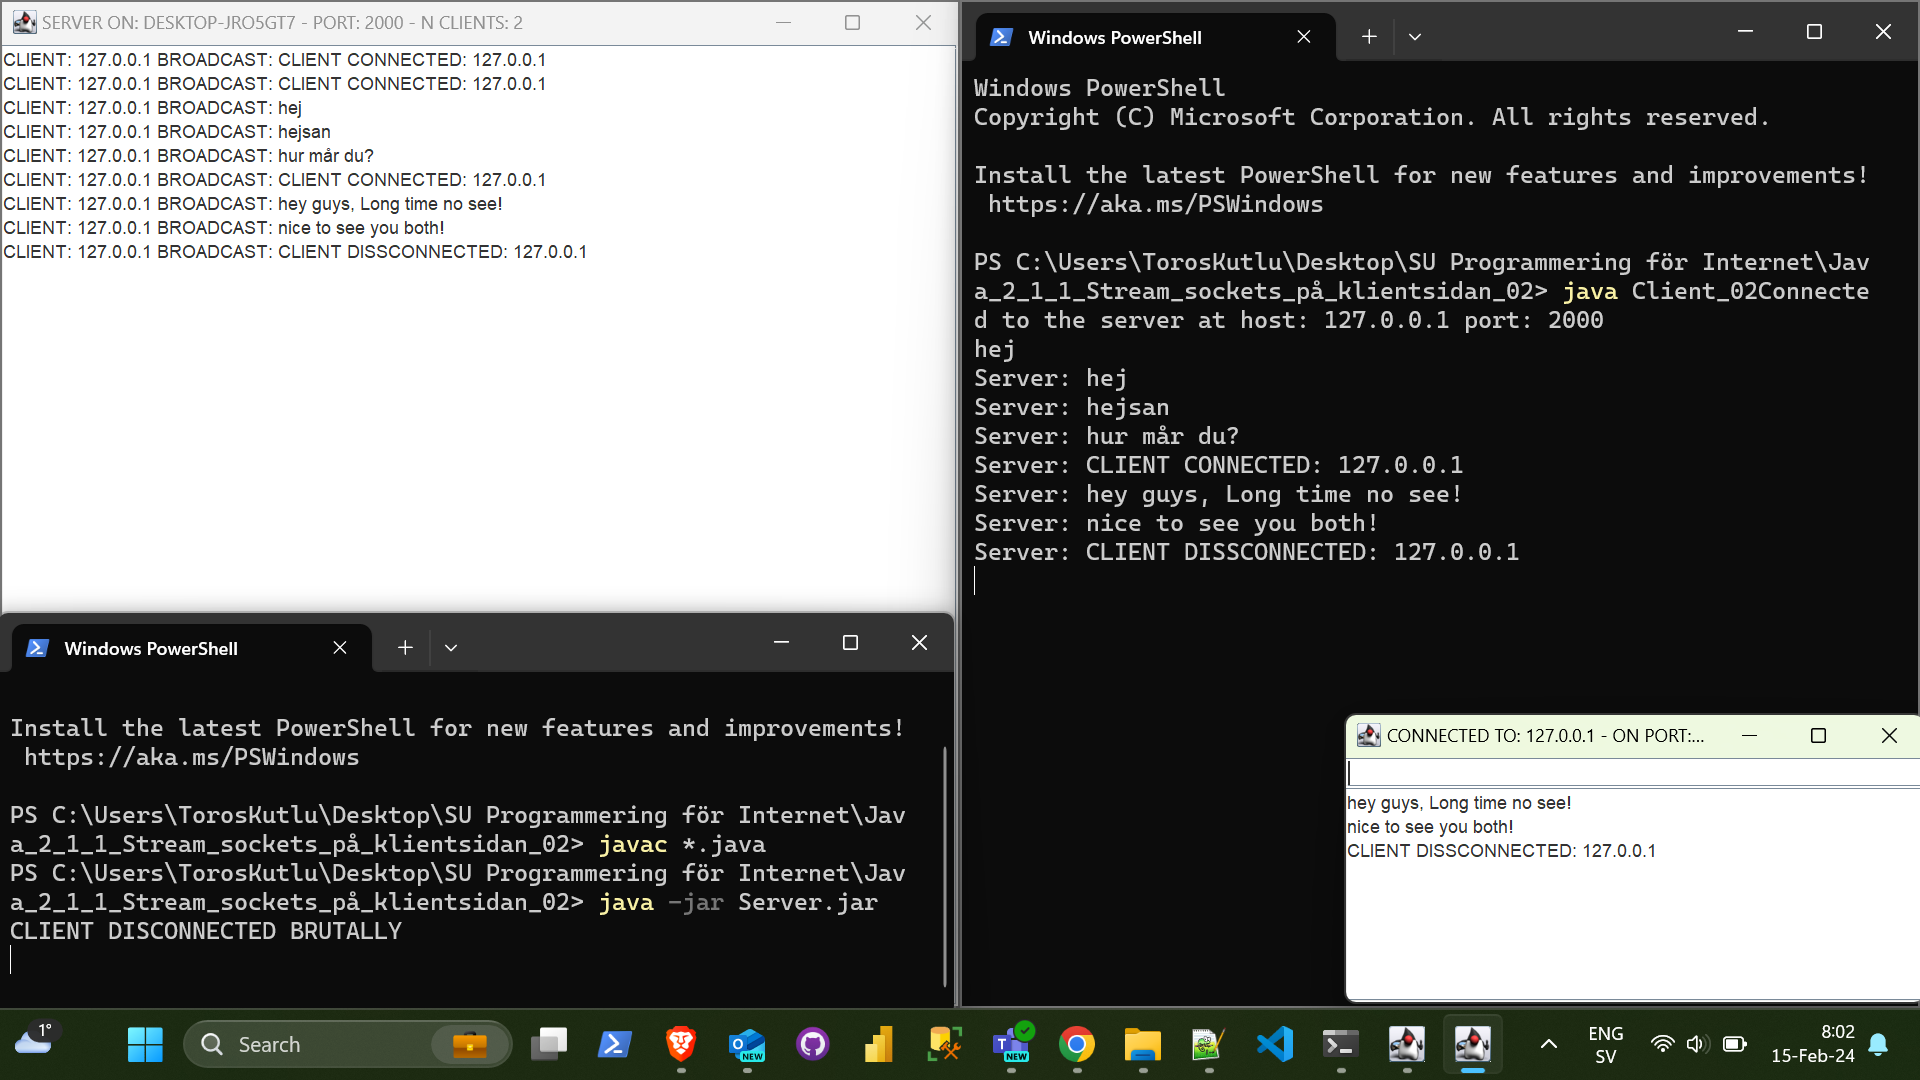 SERVER ON: DESKTOP-JRO5GT7 - PORT: 2000 - N CLIENTS: 2
CLIENT: 127.0.0.1 BROADCAST: CLIENT CONNECTED: 127.0.0.1
CLIENT: 127.0.0.1 BROADCAST: CLIENT CONNECTED: 127.0.0.1
CLIENT: 127.0.0.1 BROADCAST: hej
CLIENT: 127.0.0.1 BROADCAST: hejsan
CLIENT: 127.0.0.1 BROADCAST: hur mår du?
CLIENT: 127.0.0.1 BROADCAST: CLIENT CONNECTED: 127.0.0.1
CLIENT: 127.0.0.1 BROADCAST: hey guys, Long time no see!
CLIENT: 127.0.0.1 BROADCAST: nice to see you both!
CLIENT: 127.0.0.1 BROADCAST: CLIENT DISSCONNECTED: 127.0.0.1
Windows PowerShell
Windows PowerShell
Copyright (C) Microsoft Corporation. All rights reserved.
Install the latest PowerShell for new features and improvements!
https://aka.ms/PSWindows
PS C:\Users\TorosKutlu\Desktop\SU Programmering för Internet\Jav
a_2_1_1_Stream_sockets_på_klientsidan_02> java Client_02Connecte
d to the server at host: 127.0.0.1 port: 2000
hej
Server: hej
Server: hejsan
Server: hur mår du?
Server: CLIENT CONNECTED: 127.0.0.1
Server: hey guys, Long time no see!
Server: nice to see you both!
Server: CLIENT DISSCONNECTED: 127.0.0.1
Windows PowerShell
Install the latest PowerShell for new features and improvements!
https://aka.ms/PSWindows
PS C:\Users\TorosKutlu\Desktop\SU Programmering för Internet\Jav
a_2_1_1_Stream_sockets_på_klientsidan_02> javac *.java
PS C:\Users\TorosKutlu\Desktop\SU Programmering för Internet\Jav
a_2_1_1_Stream_sockets_på_klientsidan_02> java -jar Server.jar
CLIENT DISCONNECTED BRUTALLY
CONNECTED TO: 127.0.0.1 - ON PORT:...
hey guys, Long time no see!
nice to see you both!
CLIENT DISSCONNECTED: 127.0.0.1
1°
Search
NEW
NEW
ENG
SV
8:02
15-Feb-24